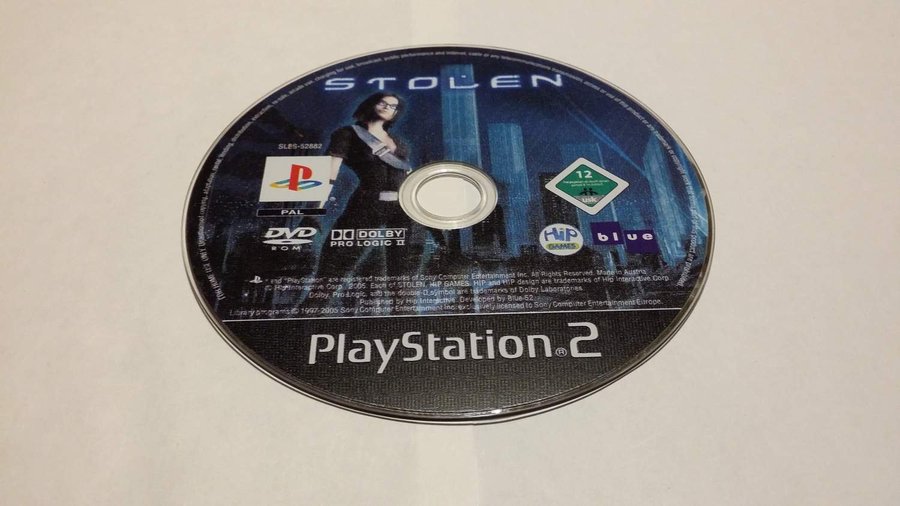 STOLEN
SLES-52882
PAL
DVD
ROM
DOLBY
PRO LOGIC II
12
usk
HiP
GAMES
blue
and "PlayStation" are registered trademarks of Sony Computer Entertainment Inc. All Rights Reserved. Made in Austria.
© Hip Interactive Corp. 2005. Each of STOLEN, HIP GAMES, HIP and HIP design are trademarks of Hip Interactive Corp.
Dolby, Pro Logic, and the double-D symbol are trademarks of Dolby Laboratories.
Published by Hip Interactive. Developed by Blue 52.
Library programs © 1997-2005 Sony Computer Entertainment Inc. exclusively licensed to Sony Computer Entertainment Europe.
PlayStation®2